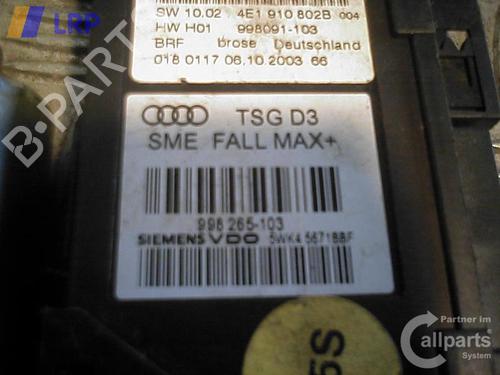 LRP
SW 10.02 4E1 910 802B 004
HW H01 998091-103
BRF brose Deutschland
018 0117 06.10.2003 66
TSG D3
SME FALL MAX+
998 265-103
SIEMENS VDO 5WK4 5671BBF
5S
Partner im
callparts
System